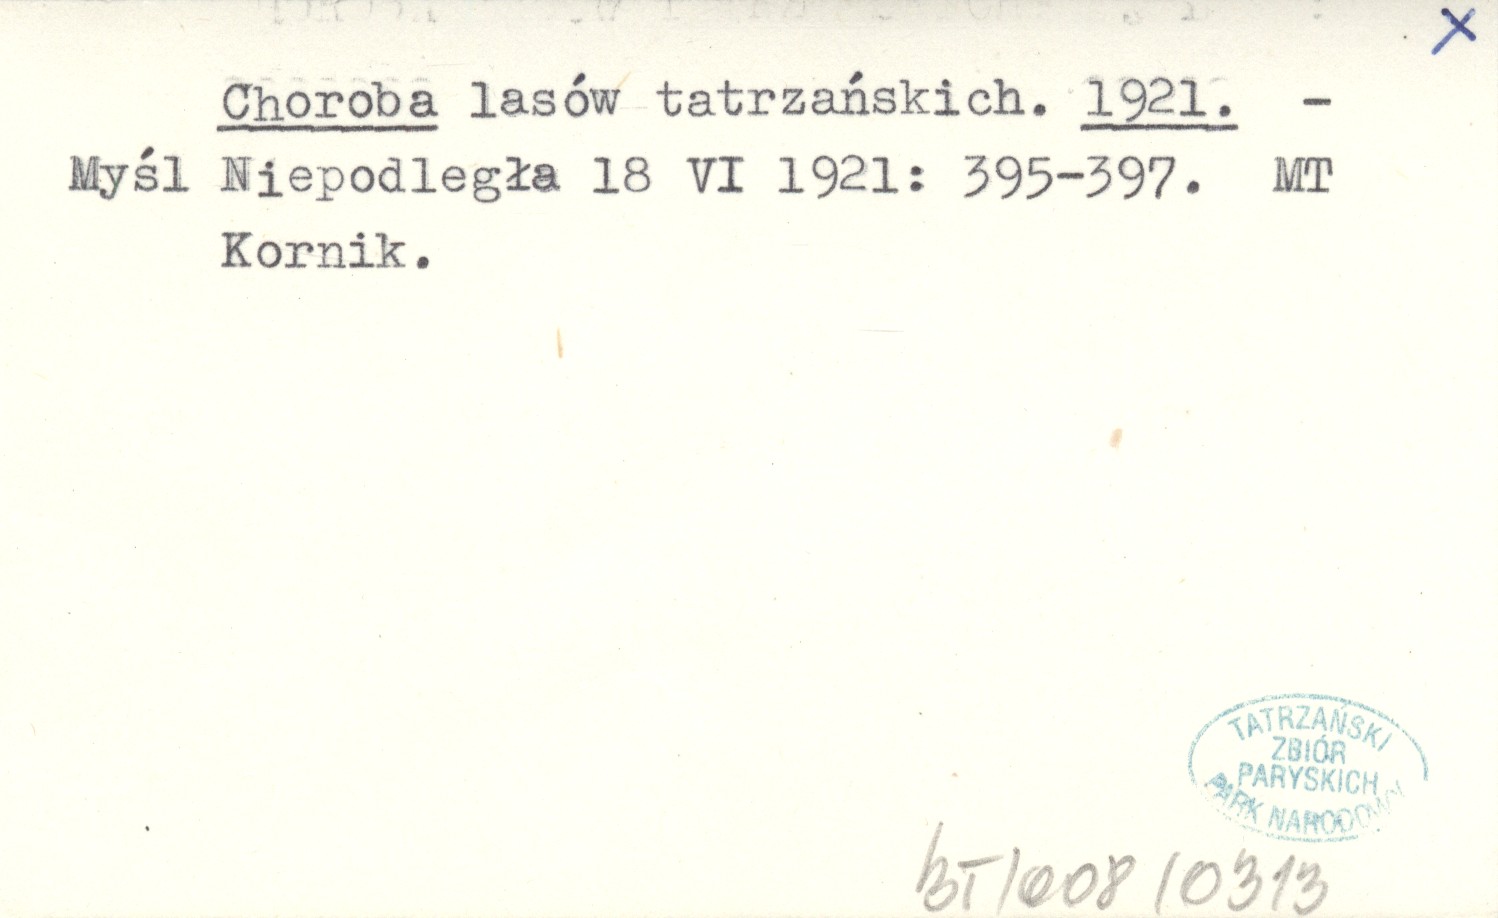 Choroba lasów tatrzańskich. 1921. -
Myśl Niepodległa 18 VI 1921: 395-397. MT
Kornik.
TATRZAŃSKI
ZBIÓR
PARYSKICH
PARK NARODOWY
BT/008/0313